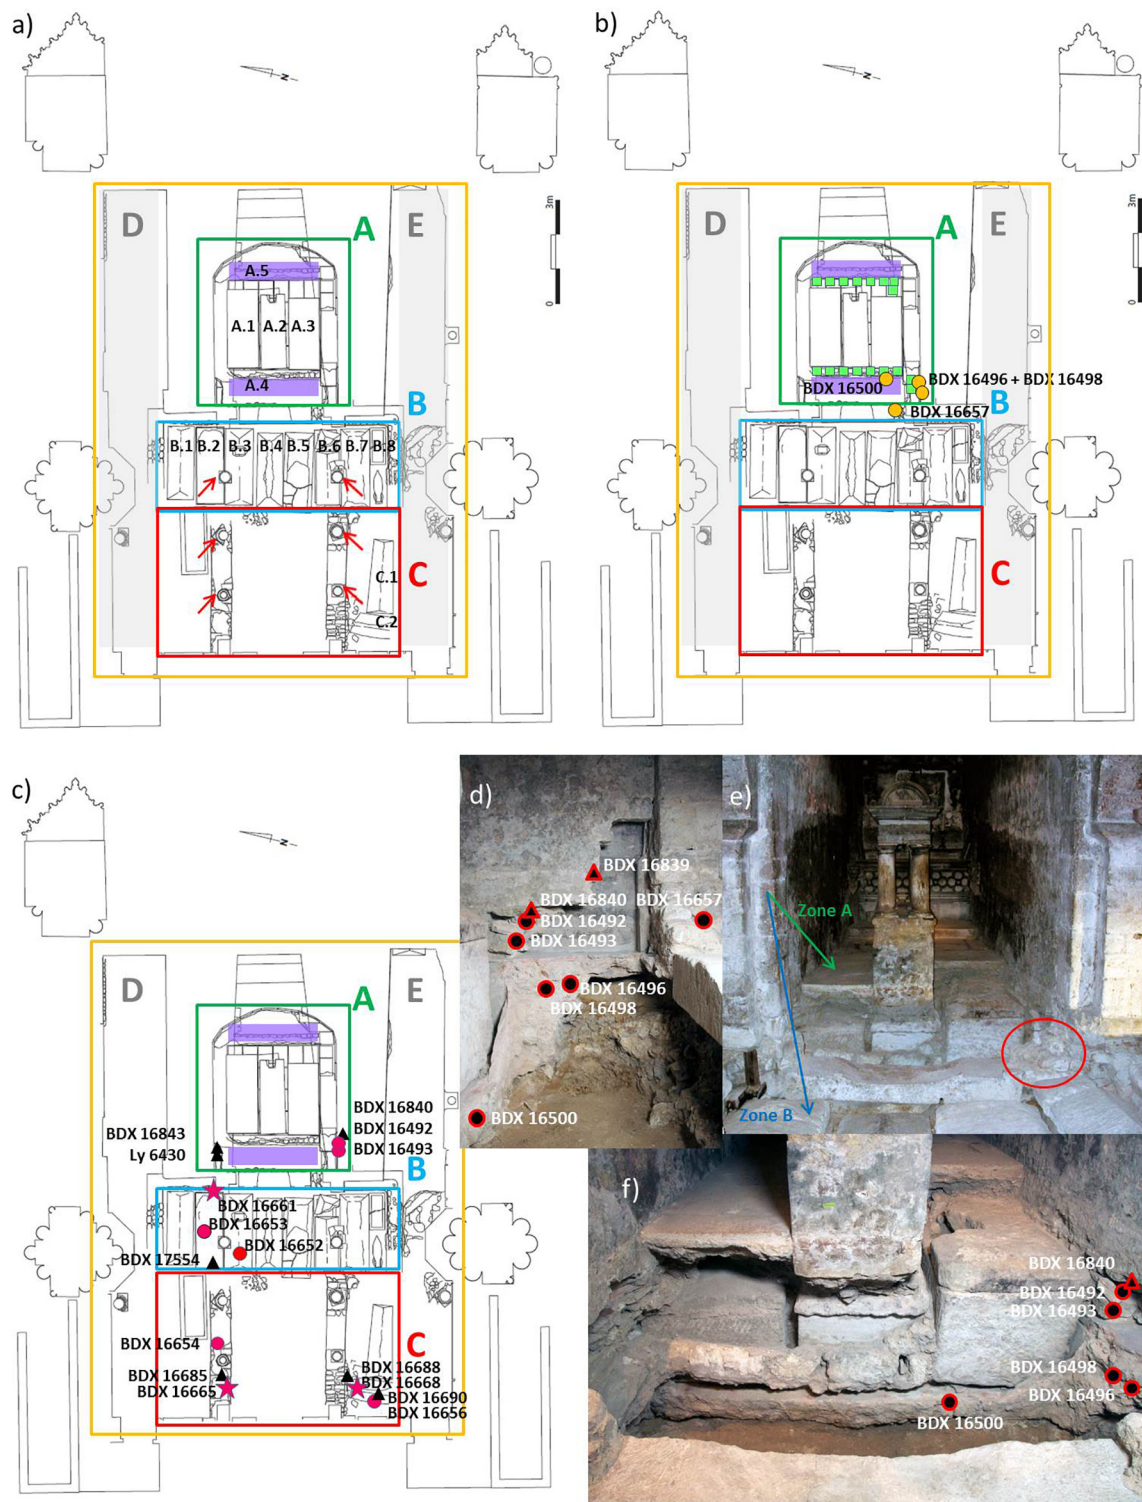 a)
N
D
A
E
3m
0
A.5
A.1 A.2 A.3
A.4
B
B.1 B.2 B.3 B.4 B.5 B.6 B.7 B.8
C.1
C
C.2
b)
N
D
A
E
3m
0
BDX 16500
BDX 16496 + BDX 16498
B
BDX 16657
C
c)
N
D
A
E
BDX 16840
BDX 16492
BDX 16493
BDX 16843
Ly 6430
B
BDX 16661
BDX 16653
BDX 16652
BDX 17554
C
BDX 16654
BDX 16688
BDX 16668
BDX 16685
BDX 16665
BDX 16690
BDX 16656
d)
BDX 16839
BDX 16840
BDX 16657
BDX 16492
BDX 16493
BDX 16496
BDX 16498
BDX 16500
e)
Zone A
Zone B
f)
BDX 16840
BDX 16492
BDX 16493
BDX 16498
BDX 16496
BDX 16500